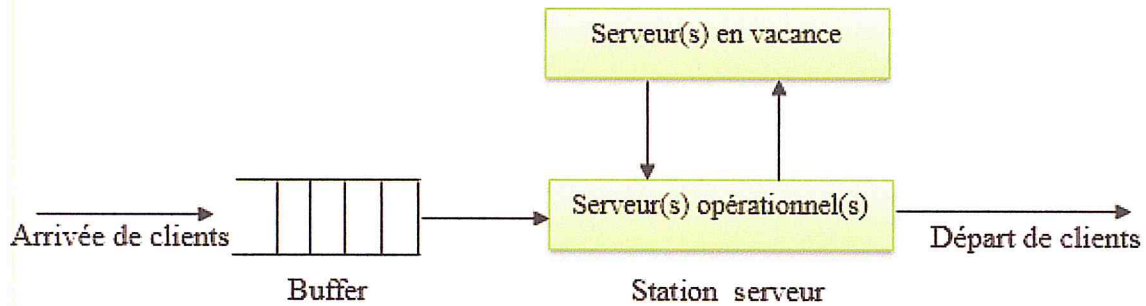 Serveur(s) en vacance
Serveur(s) opérationnel(s)
Arrivée de clients
Départ de clients
Buffer
Station serveur